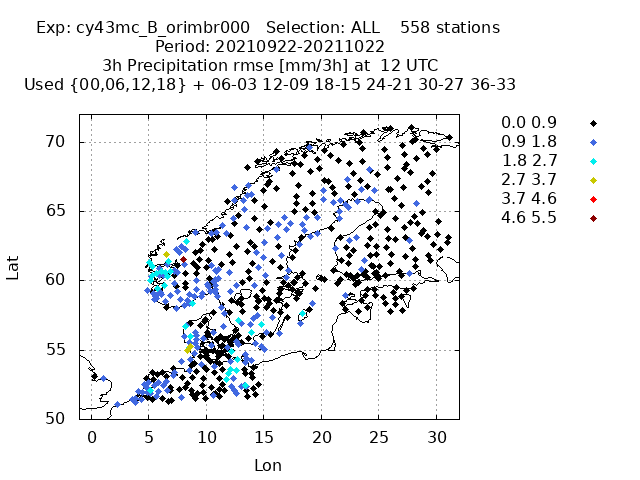 Exp: cy43mc_B_orimbr000   Selection: ALL    558 stations
Period: 20210922-20211022
3h Precipitation rmse [mm/3h] at  12 UTC
Used {00,06,12,18} + 06-03 12-09 18-15 24-21 30-27 36-33
0.0 0.9
0.9 1.8
1.8 2.7
2.7 3.7
3.7 4.6
4.6 5.5
70
65
60
55
50
Lat
0 5 10 15 20 25 30
Lon